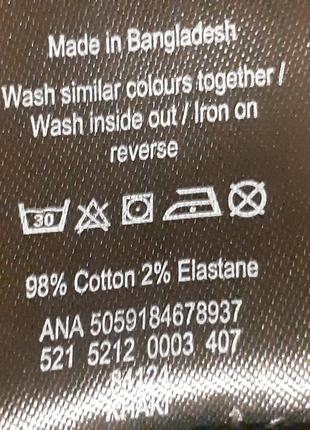 Made in Bangladesh
Wash similar colours together /
Wash inside out / Iron on
reverse
30
98% Cotton 2% Elastane
ANA 5059184678937
521 5212 0003 407
84124
KHAKI